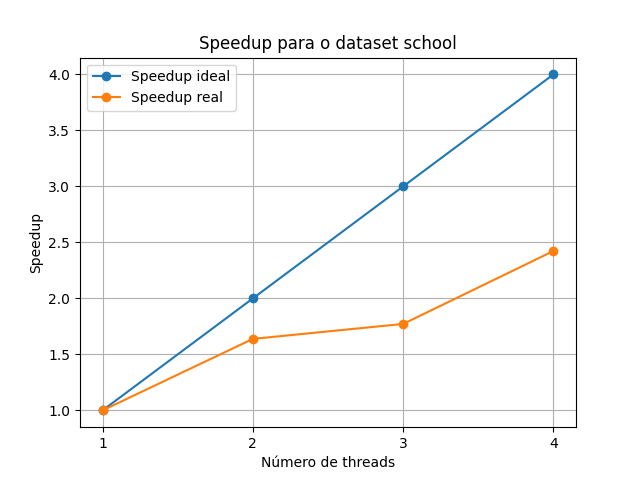 Speedup para o dataset school
Speedup ideal
Speedup real
4.0
3.5
3.0
2.5
2.0
1.5
1.0
Speedup
1 2 3 4
Número de threads